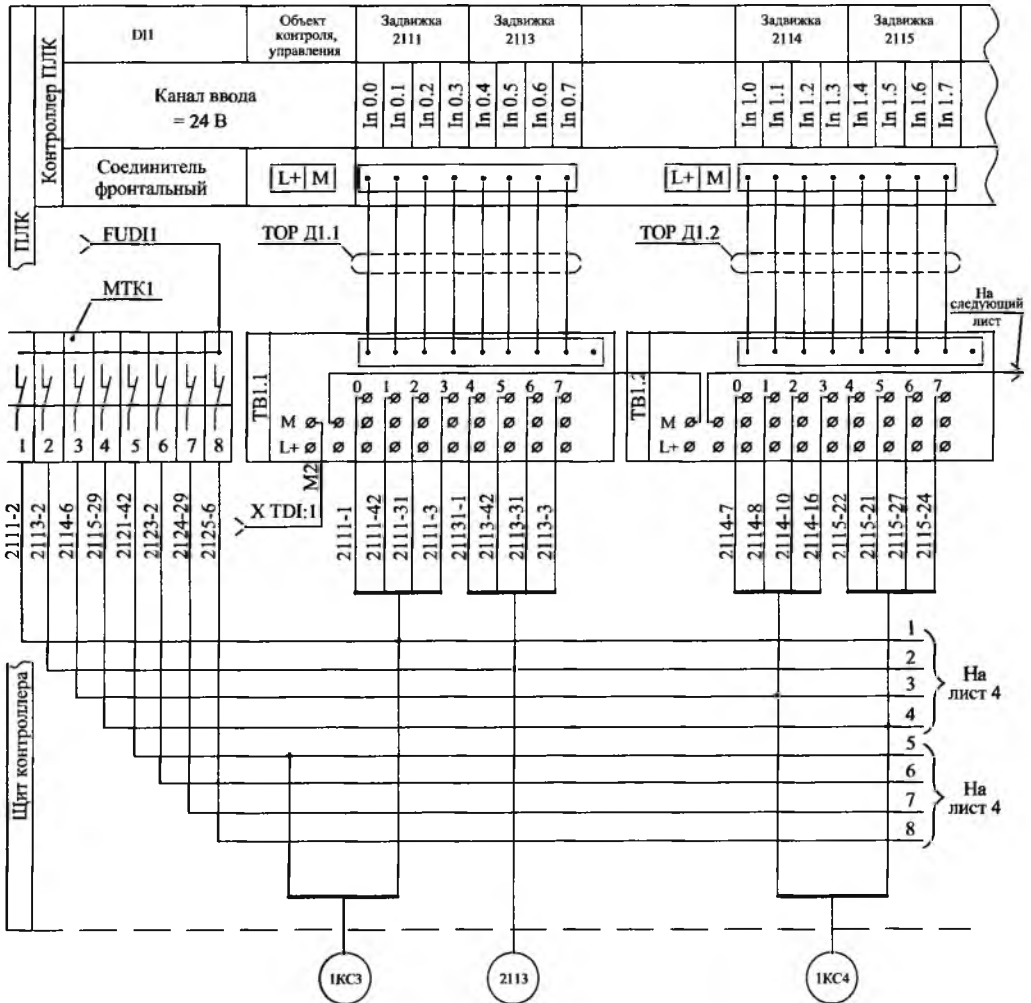 ПЛК
Контроллер ПЛК
DI1
Объект
контроля,
управления
Задвижка
2111
Задвижка
2113
Задвижка
2114
Задвижка
2115
Канал ввода
= 24 В
In 0.0
In 0.1
In 0.2
In 0.3
In 0.4
In 0.5
In 0.6
In 0.7
In 1.0
In 1.1
In 1.2
In 1.3
In 1.4
In 1.5
In 1.6
In 1.7
Соединитель
фронтальный
L+ M
L+ M
FUDI1
ТОР Д1.1
ТОР Д1.2
МТК1
На
следующий
лист
ТВ1.1
0 1 2 3 4 5 6 7
М
L+
ТВ1.2
0 1 2 3 4 5 6 7
М
L+
1 2 3 4 5 6 7 8
М2
X TDI:1
2111-2
2113-2
2114-6
2115-29
2121-42
2123-2
2124-29
2125-6
2111-1
2111-42
2111-31
2111-3
2131-1
2113-42
2113-31
2113-3
2114-7
2114-8
2114-10
2114-16
2115-22
2115-21
2115-27
2115-24
1
2
3
4
На
лист 4
5
6
7
8
На
лист 4
Щит контроллера
1КС3
2113
1КС4